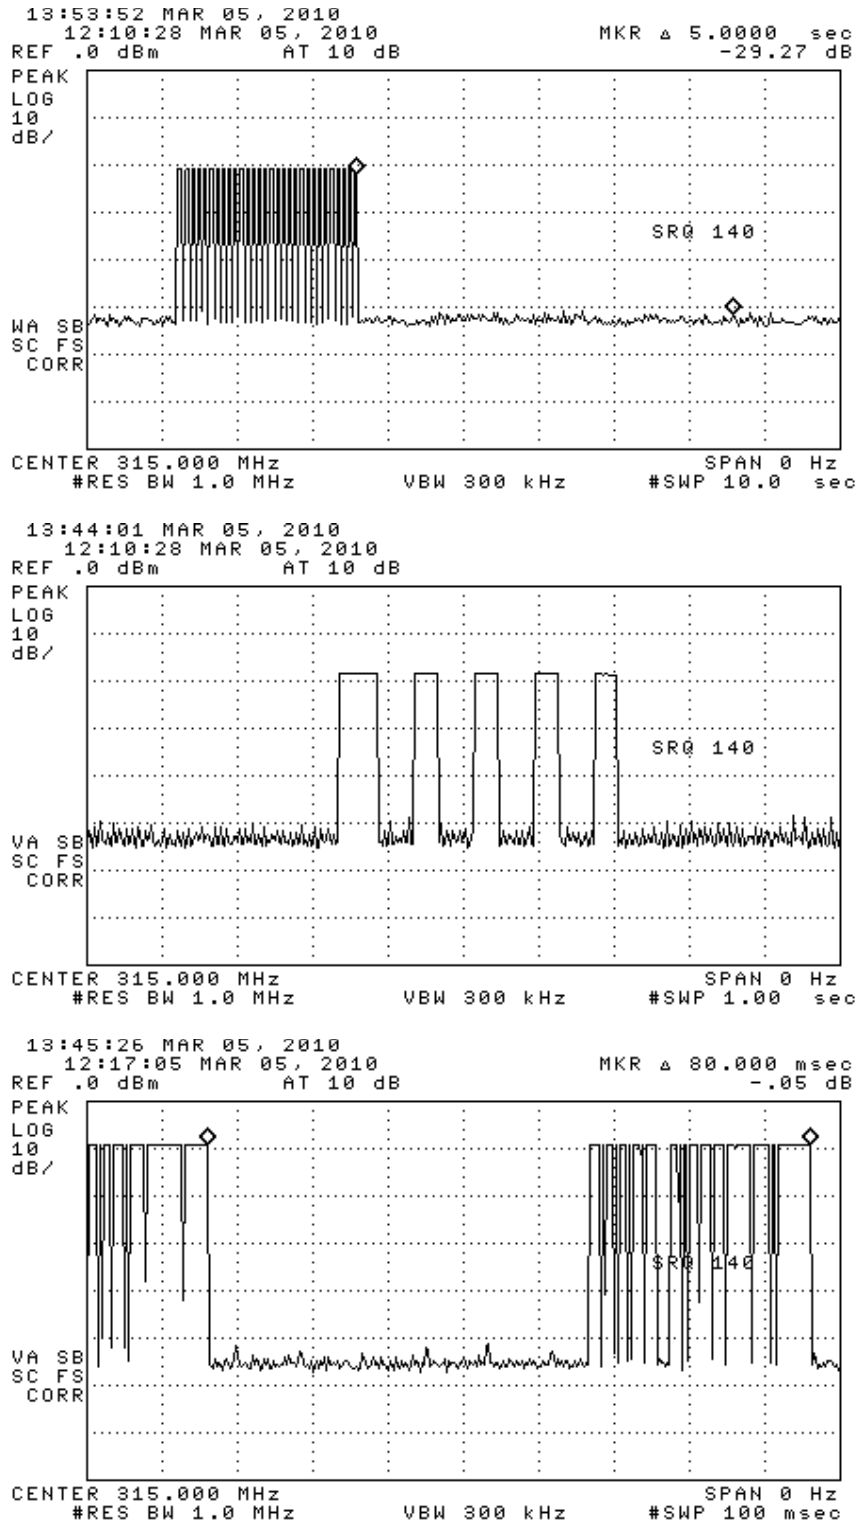 13:53:52 MAR 05, 2010
12:10:28 MAR 05, 2010
MKR Δ 5.0000 sec
REF .0 dBm AT 10 dB -29.27 dB
PEAK
LOG
10
dB/
SRQ 140
WA SB
SC FS
CORR
CENTER 315.000 MHz SPAN 0 Hz
#RES BW 1.0 MHz VBW 300 kHz #SWP 10.0 sec
13:44:01 MAR 05, 2010
12:10:28 MAR 05, 2010
REF .0 dBm AT 10 dB
PEAK
LOG
10
dB/
SRQ 140
VA SB
SC FS
CORR
CENTER 315.000 MHz SPAN 0 Hz
#RES BW 1.0 MHz VBW 300 kHz #SWP 1.00 sec
13:45:26 MAR 05, 2010
12:17:05 MAR 05, 2010
MKR Δ 80.000 msec
REF .0 dBm AT 10 dB -.05 dB
PEAK
LOG
10
dB/
SRQ 140
VA SB
SC FS
CORR
CENTER 315.000 MHz SPAN 0 Hz
#RES BW 1.0 MHz VBW 300 kHz #SWP 100 msec